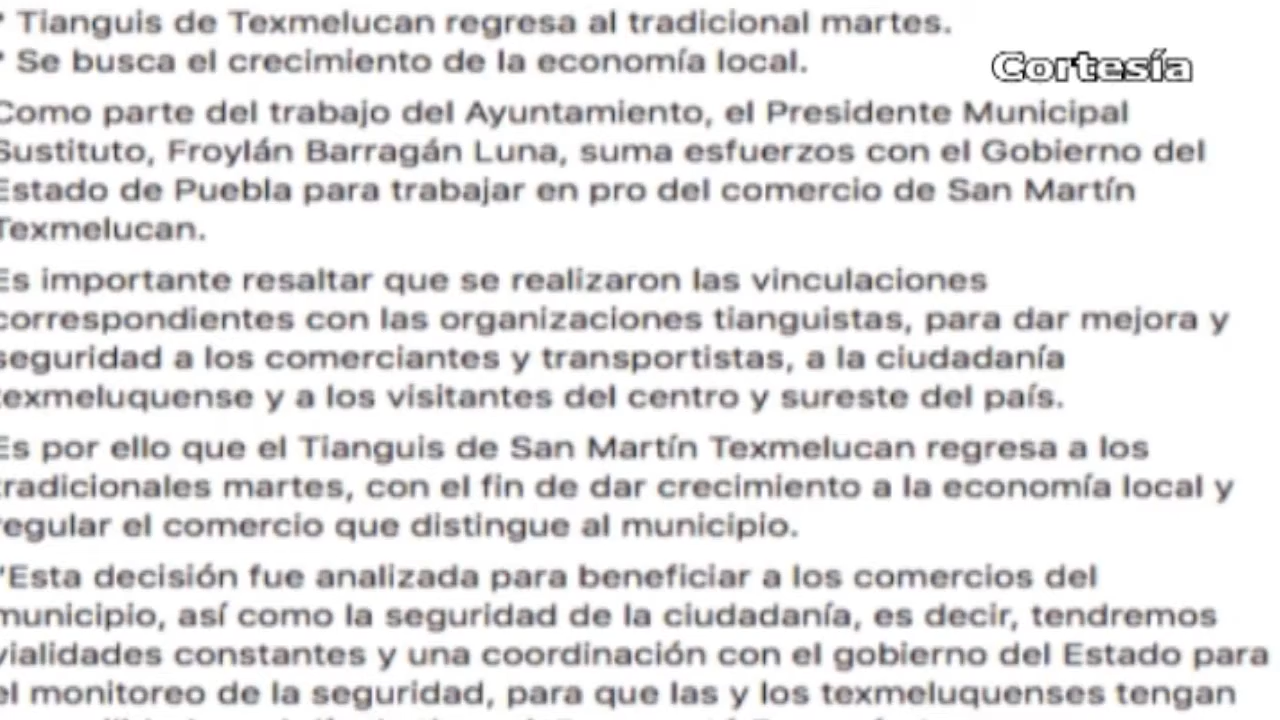 * Tianguis de Texmelucan regresa al tradicional martes.
* Se busca el crecimiento de la economía local.
Cortesía
Como parte del trabajo del Ayuntamiento, el Presidente Municipal
Sustituto, Froylán Barragán Luna, suma esfuerzos con el Gobierno del
Estado de Puebla para trabajar en pro del comercio de San Martín
Texmelucan.
Es importante resaltar que se realizaron las vinculaciones
correspondientes con las organizaciones tianguistas, para dar mejora y
seguridad a los comerciantes y transportistas, a la ciudadanía
texmeluquense y a los visitantes del centro y sureste del país.
Es por ello que el Tianguis de San Martín Texmelucan regresa a los
tradicionales martes, con el fin de dar crecimiento a la economía local y
regular el comercio que distingue al municipio.
"Esta decisión fue analizada para beneficiar a los comercios del
municipio, así como la seguridad de la ciudadanía, es decir, tendremos
vialidades constantes y una coordinación con el gobierno del Estado para
el monitoreo de la seguridad, para que las y los texmeluquenses tengan